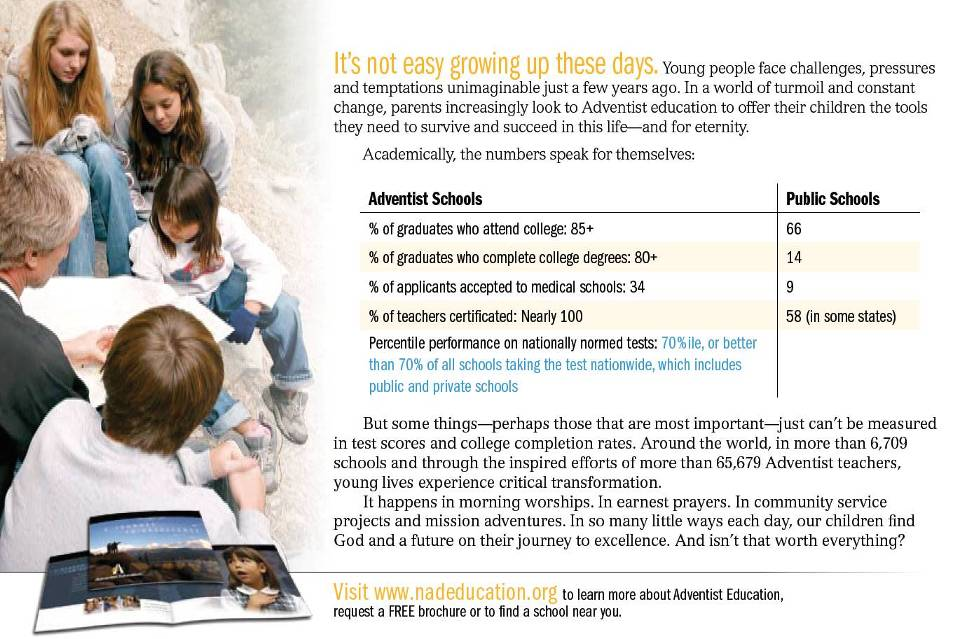 It's not easy growing up these days. Young people face challenges, pressures
and temptations unimaginable just a few years ago. In a world of turmoil and constant
change, parents increasingly look to Adventist education to offer their children the tools
they need to survive and succeed in this life—and for eternity.
Academically, the numbers speak for themselves:
Adventist Schools Public Schools
% of graduates who attend college: 85+ 66
% of graduates who complete college degrees: 80+ 14
% of applicants accepted to medical schools: 34 9
% of teachers certificated: Nearly 100 58 (in some states)
Percentile performance on nationally normed tests: 70%ile, or better
than 70% of all schools taking the test nationwide, which includes
public and private schools
But some things—perhaps those that are most important—just can't be measured
in test scores and college completion rates. Around the world, in more than 6,709
schools and through the inspired efforts of more than 65,679 Adventist teachers,
young lives experience critical transformation.
It happens in morning worships. In earnest prayers. In community service
projects and mission adventures. In so many little ways each day, our children find
God and a future on their journey to excellence. And isn't that worth everything?
Visit www.nadeducation.org to learn more about Adventist Education,
request a FREE brochure or to find a school near you.